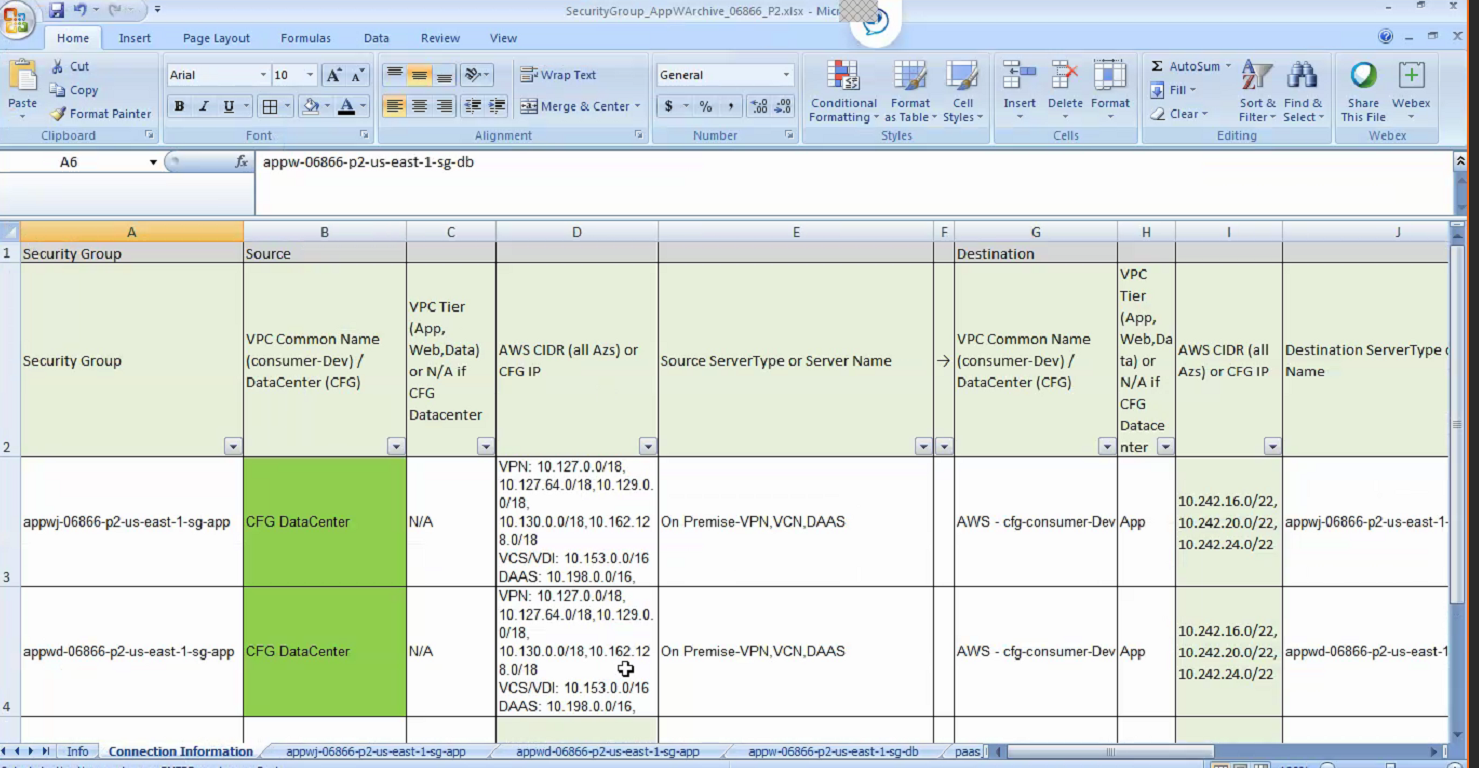 SecurityGroup_AppWArchive_06866_P2.xlsx - Micr
Home Insert Page Layout Formulas Data Review View
Paste
Cut
Copy
Format Painter
Clipboard
Arial 10 A A
B I U A
Font
Wrap Text
Merge & Center
Alignment
General
$ % , .00 .0
Number
Conditional Formatting
Format as Table
Cell Styles
Styles
Insert Delete Format
Cells
Σ AutoSum
Fill
Clear
Sort & Filter
Find & Select
Editing
Share This File
Webex
Webex
A6 fx appw-06866-p2-us-east-1-sg-db
A B C D E F G H I J
1 Security Group Source Destination
2
Security Group
VPC Common Name
(consumer-Dev) /
DataCenter (CFG)
VPC Tier
(App,
Web,Data)
or N/A if
CFG
Datacenter
AWS CIDR (all Azs) or
CFG IP
Source ServerType or Server Name
→
VPC Common Name
(consumer-Dev) /
DataCenter (CFG)
VPC
Tier
(App,
Web,Da
ta) or
N/A if
CFG
Datace
nter
AWS CIDR (all
Azs) or CFG IP
Destination ServerType
Name
3
appwj-06866-p2-us-east-1-sg-app
CFG DataCenter
N/A
VPN: 10.127.0.0/18,
10.127.64.0/18,10.129.0.
0/18,
10.130.0.0/18,10.162.12
8.0/18
VCS/VDI: 10.153.0.0/16
DAAS: 10.198.0.0/16,
On Premise-VPN,VCN,DAAS
AWS - cfg-consumer-Dev
App
10.242.16.0/22,
10.242.20.0/22,
10.242.24.0/22
appwj-06866-p2-us-east-1-
4
appwd-06866-p2-us-east-1-sg-app
CFG DataCenter
N/A
VPN: 10.127.0.0/18,
10.127.64.0/18,10.129.0.
0/18,
10.130.0.0/18,10.162.12
8.0/18
VCS/VDI: 10.153.0.0/16
DAAS: 10.198.0.0/16,
On Premise-VPN,VCN,DAAS
AWS - cfg-consumer-Dev
App
10.242.16.0/22,
10.242.20.0/22,
10.242.24.0/22
appwd-06866-p2-us-east-1
Info Connection Information appwj-06866-p2-us-east-1-sg-app appwd-06866-p2-us-east-1-sg-app appw-06866-p2-us-east-1-sg-db paas